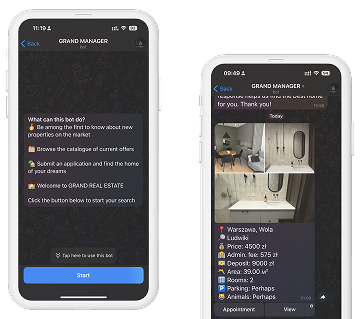 11:19
Back
GRAND MANAGER
bot
What can this bot do?
🔥 Be among the first to know about new
properties on the market
Browse the catalogue of current offers
🏡 Submit an application and find the home
of your dreams
Welcome to GRAND REAL ESTATE
Click the button below to start your search
Tap here to use this bot
Start
09:49
Back
GRAND MANAGER
bot
response helps us find the best home
for you. Thank you!
Today
📍 Warszawa, Wola
Ludwiki
💰 Price: 4500 zł
Admin. fee: 575 zł
Deposit: 9000 zł
Area: 39.00 m²
Rooms: 2
🅿️ Parking: Perhaps
Animals: Perhaps
Appointment
View